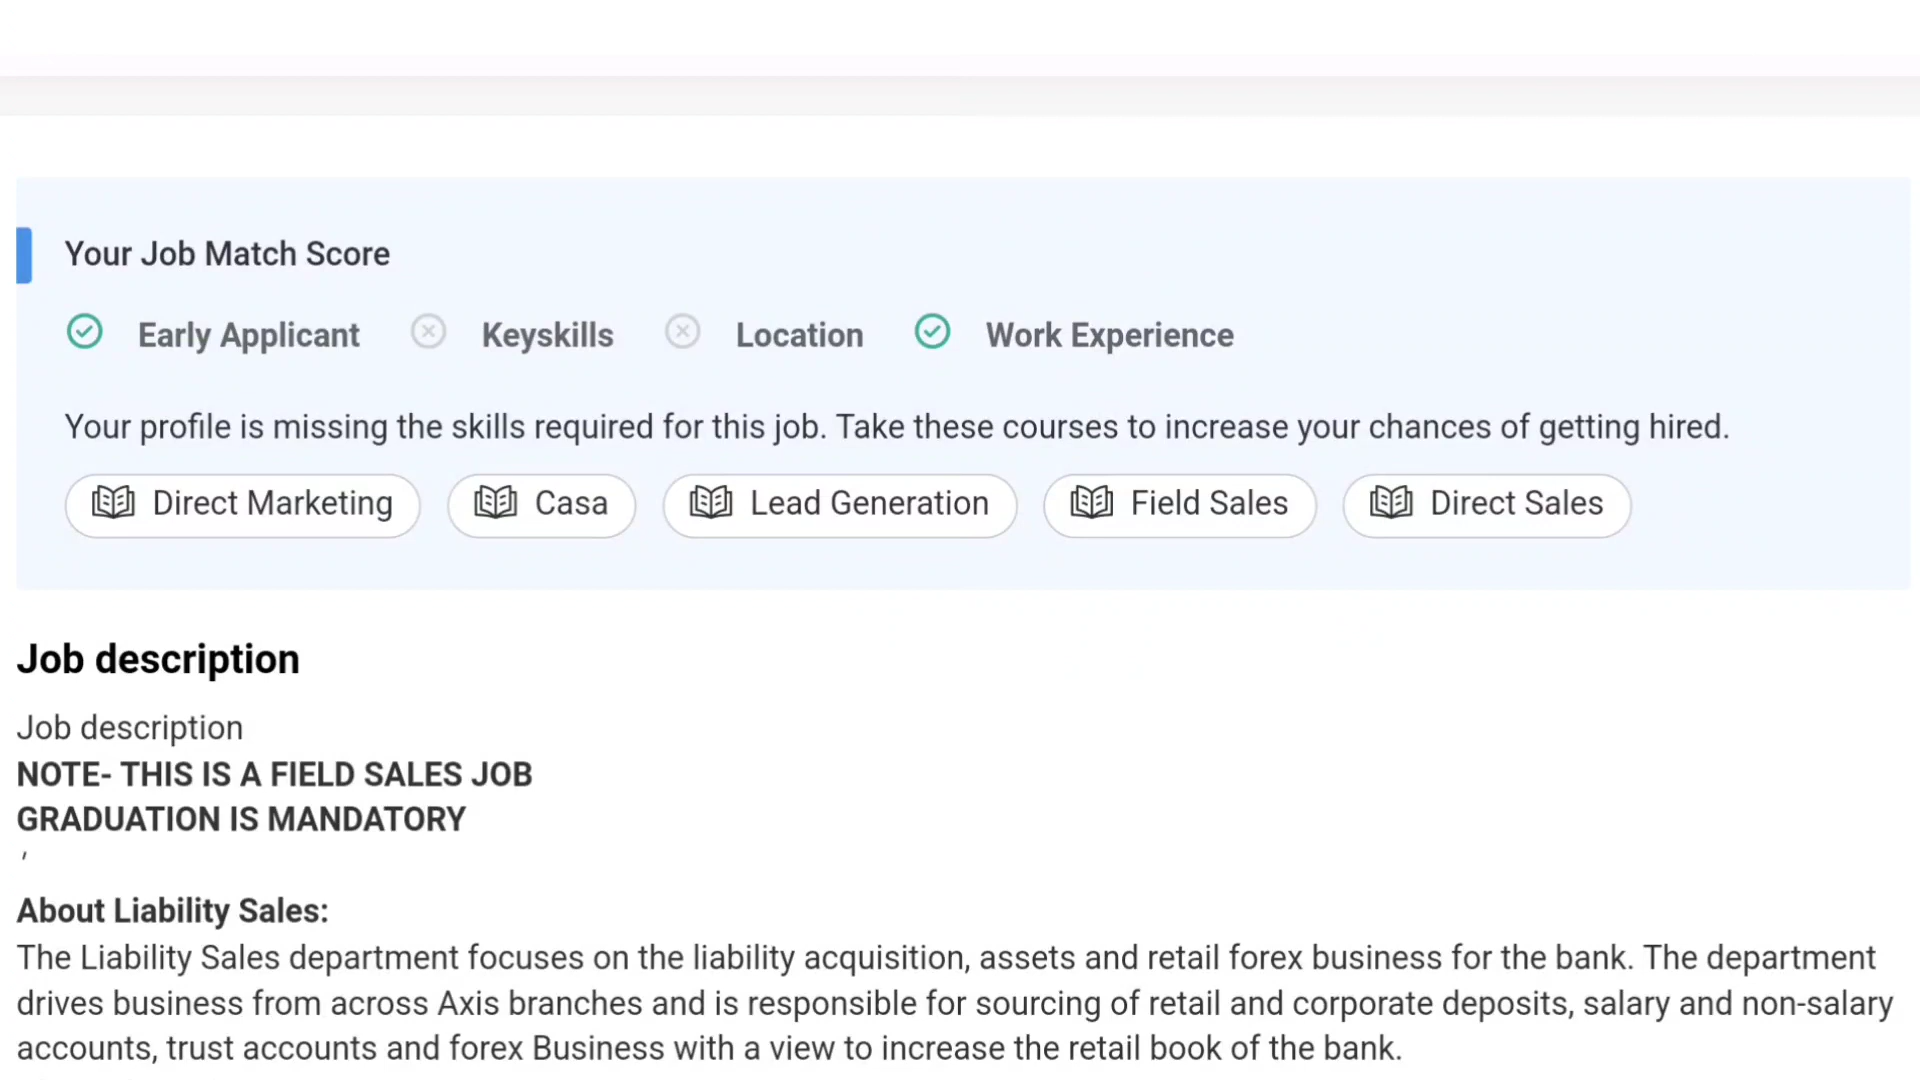 Your Job Match Score
Early Applicant Keyskills Location Work Experience
Your profile is missing the skills required for this job. Take these courses to increase your chances of getting hired.
Direct Marketing Casa Lead Generation Field Sales Direct Sales
Job description
Job description
NOTE- THIS IS A FIELD SALES JOB
GRADUATION IS MANDATORY
,
About Liability Sales:
The Liability Sales department focuses on the liability acquisition, assets and retail forex business for the bank. The department
drives business from across Axis branches and is responsible for sourcing of retail and corporate deposits, salary and non-salary
accounts, trust accounts and forex Business with a view to increase the retail book of the bank.